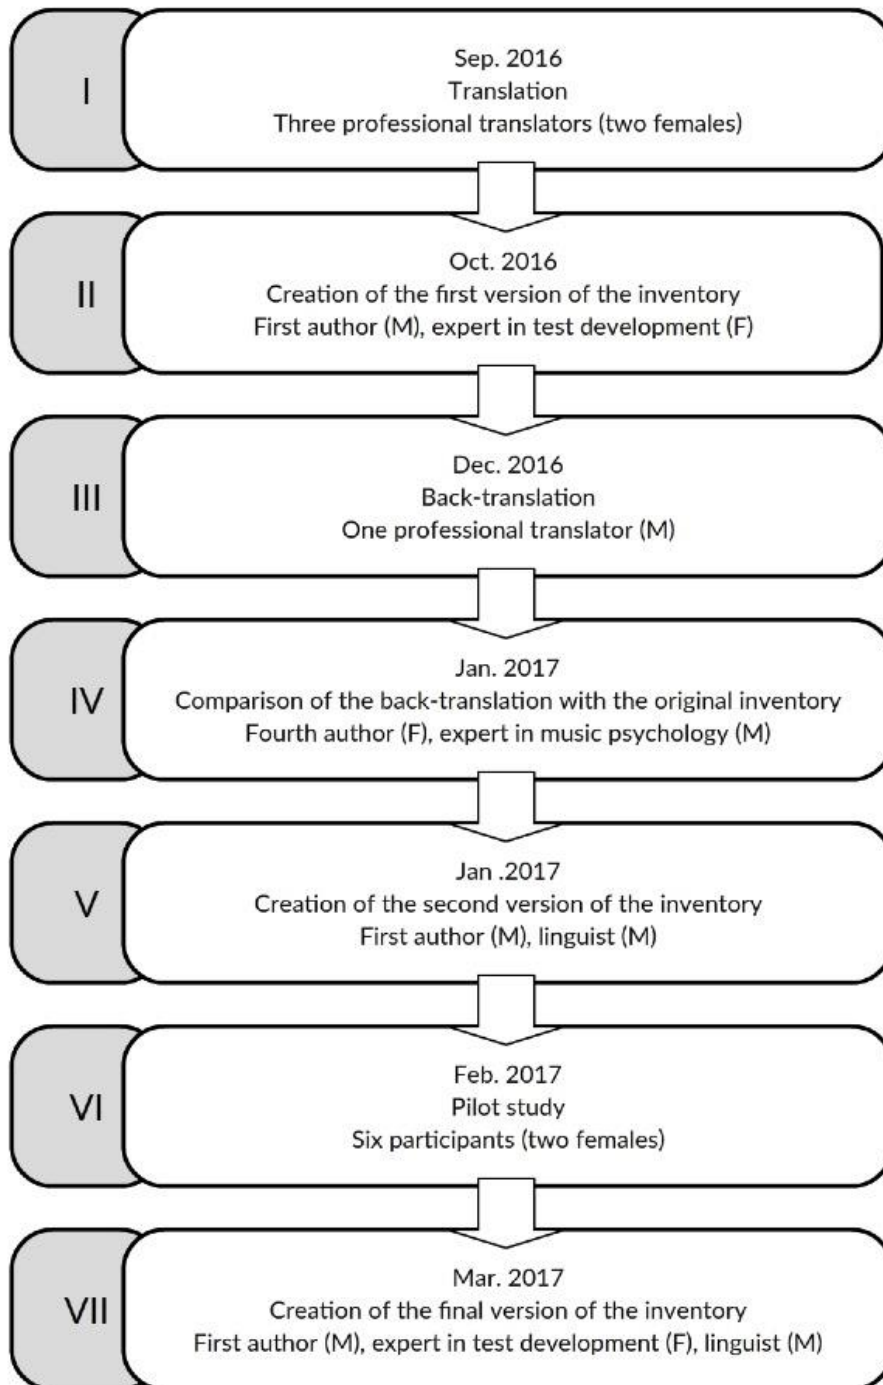 I
Sep. 2016
Translation
Three professional translators (two females)
II
Oct. 2016
Creation of the first version of the inventory
First author (M), expert in test development (F)
III
Dec. 2016
Back-translation
One professional translator (M)
IV
Jan. 2017
Comparison of the back-translation with the original inventory
Fourth author (F), expert in music psychology (M)
V
Jan .2017
Creation of the second version of the inventory
First author (M), linguist (M)
VI
Feb. 2017
Pilot study
Six participants (two females)
VII
Mar. 2017
Creation of the final version of the inventory
First author (M), expert in test development (F), linguist (M)